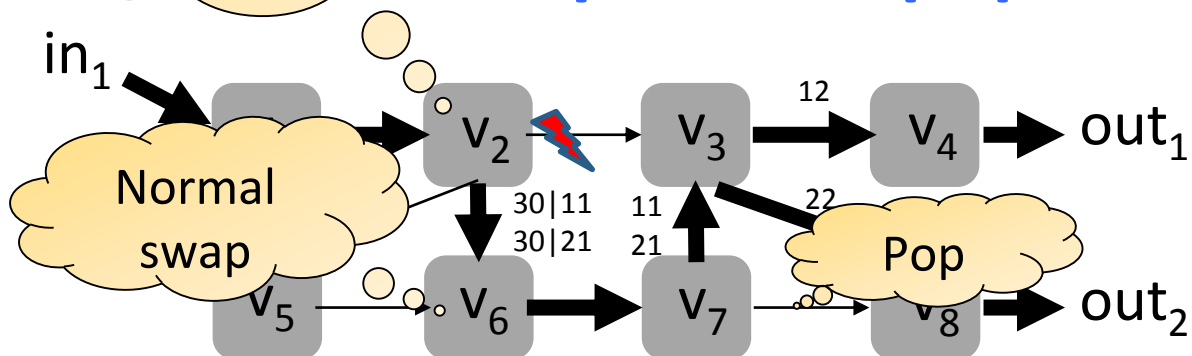 in1
12
v2
v3
v4
out1
Normal
swap
30|11
30|21
11
21
22
Pop
v5
v6
v7
v8
out2